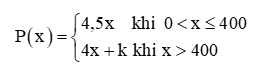 P(x) = { 4,5x khi 0 < x ≤ 400
4x + k khi x > 400